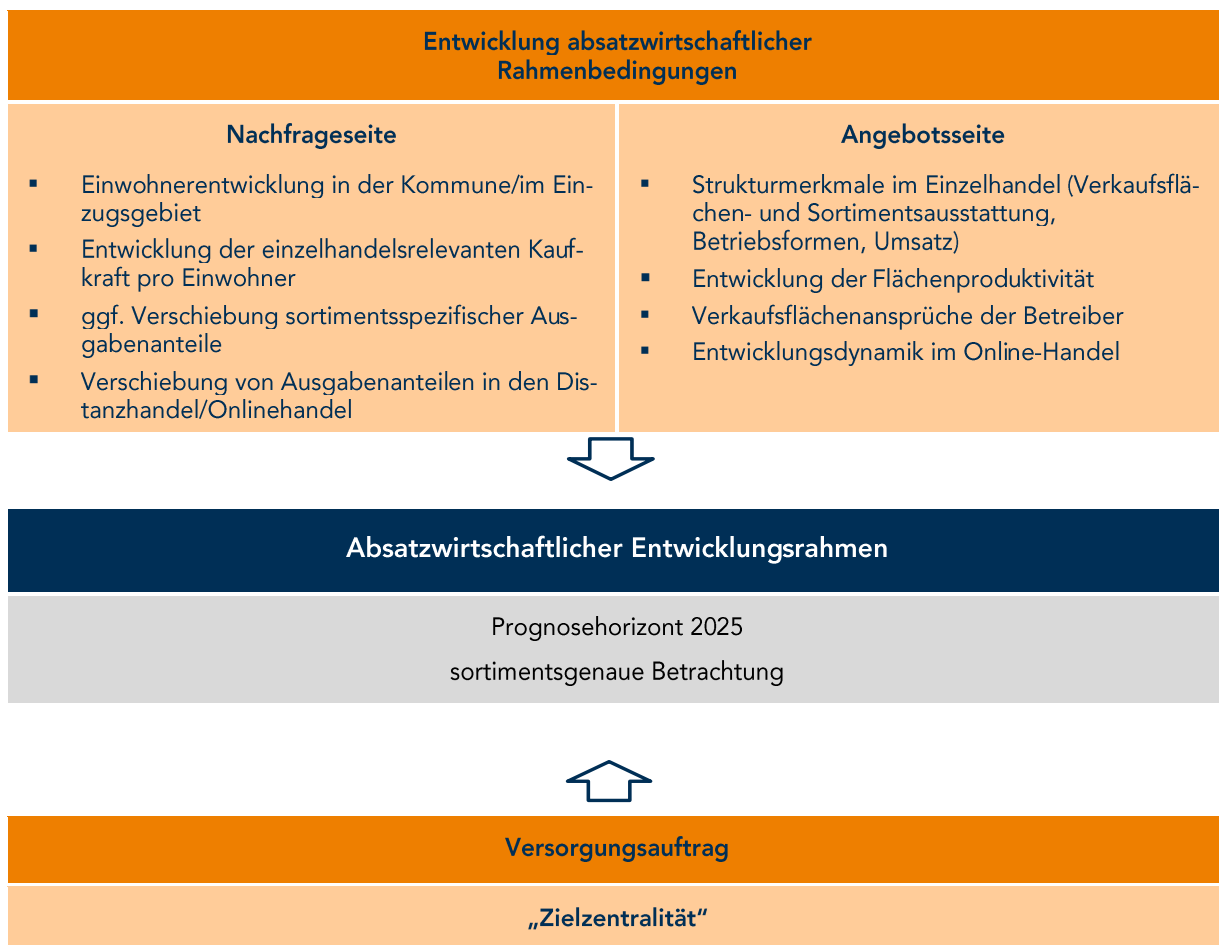 Entwicklung absatzwirtschaftlicher
Rahmenbedingungen
Nachfrageseite
▪ Einwohnerentwicklung in der Kommune/im Ein-
zugsgebiet
▪ Entwicklung der einzelhandelsrelevanten Kauf-
kraft pro Einwohner
▪ ggf. Verschiebung sortimentsspezifischer Aus-
gabenanteile
▪ Verschiebung von Ausgabenanteilen in den Dis-
tanzhandel/Onlinehandel
Angebotsseite
▪ Strukturmerkmale im Einzelhandel (Verkaufsflä-
chen- und Sortimentsausstattung,
Betriebsformen, Umsatz)
▪ Entwicklung der Flächenproduktivität
▪ Verkaufsflächenansprüche der Betreiber
▪ Entwicklungsdynamik im Online-Handel
Absatzwirtschaftlicher Entwicklungsrahmen
Prognosehorizont 2025
sortimentsgenaue Betrachtung
Versorgungsauftrag
„Zielzentralität“